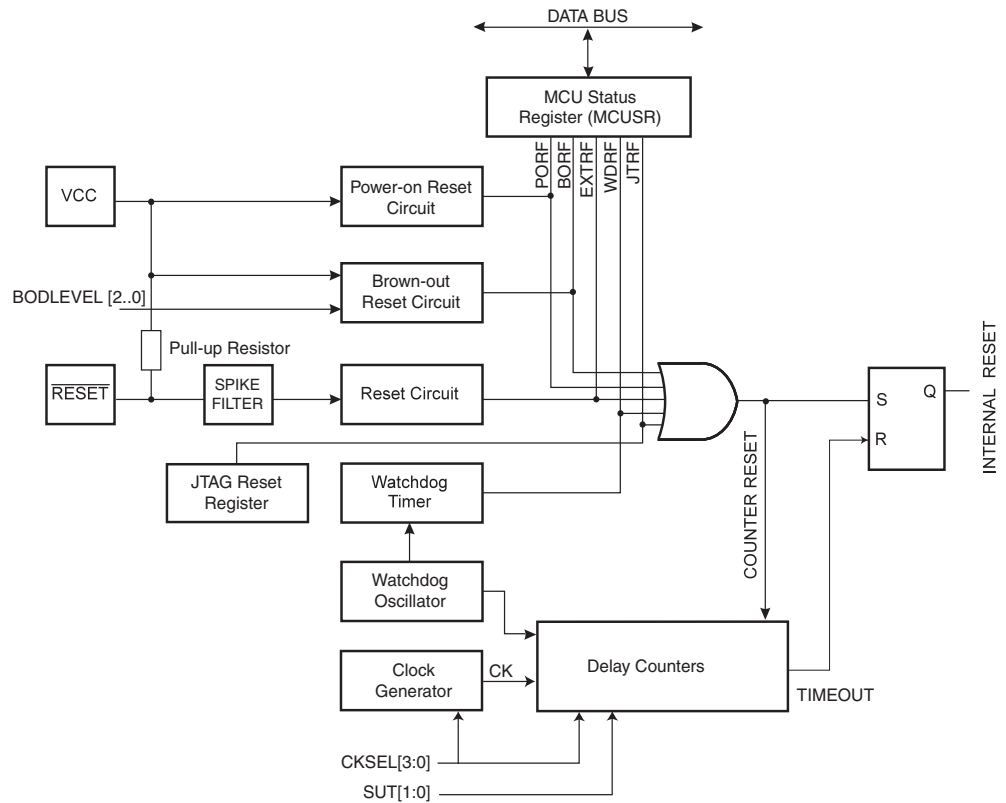 DATA BUS
MCU Status
Register (MCUSR)
PORF
BORF
EXTRF
WDRF
JTRF
VCC
Power-on Reset
Circuit
Brown-out
Reset Circuit
BODLEVEL [2..0]
Pull-up Resistor
RESET
SPIKE
FILTER
Reset Circuit
JTAG Reset
Register
Watchdog
Timer
Watchdog
Oscillator
Clock
Generator
CK
Delay Counters
COUNTER RESET
S
R
Q
INTERNAL RESET
TIMEOUT
CKSEL[3:0]
SUT[1:0]